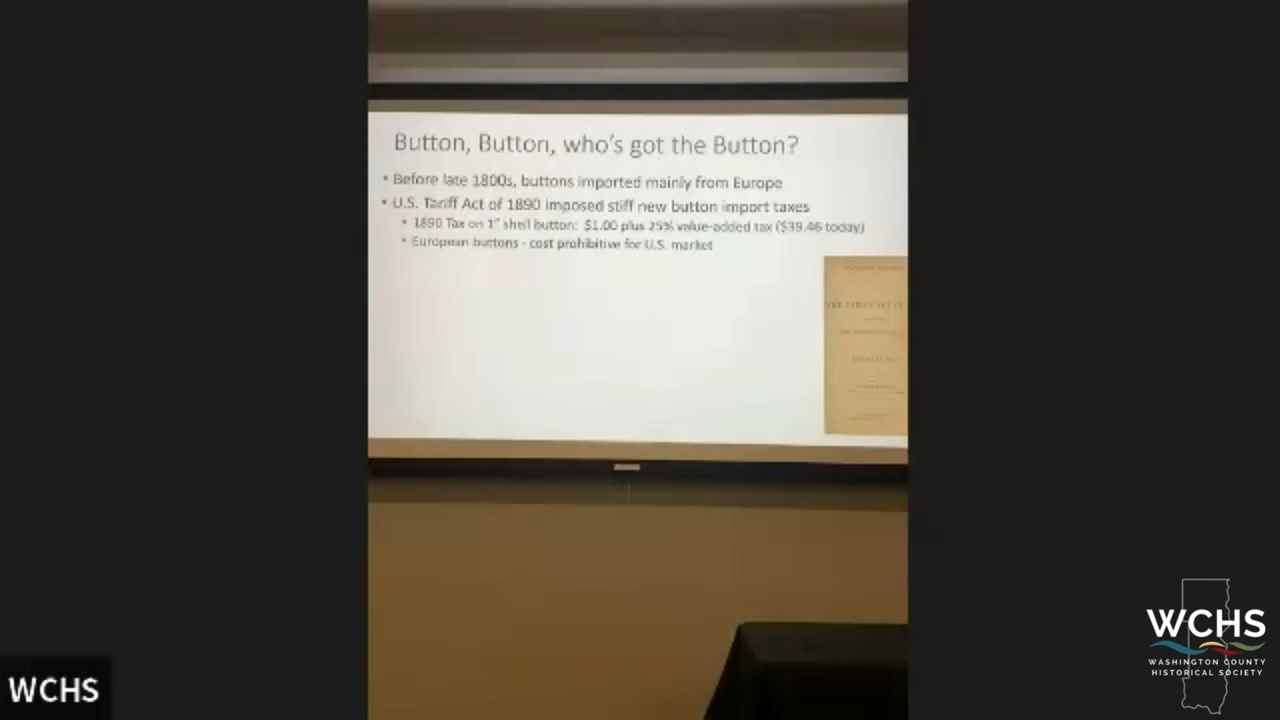 Button, Button, who's got the Button?
• Before late 1800s, buttons imported mainly from Europe
• U.S. Tariff Act of 1890 imposed stiff new button import taxes
• 1890 Tax on 1st shell button: $1.00 plus 25% value-added tax ($39.46 today)
• European buttons - cost prohibitive for U.S. market
WCHS
WCHS
WASHINGTON COUNTY
HISTORICAL SOCIETY